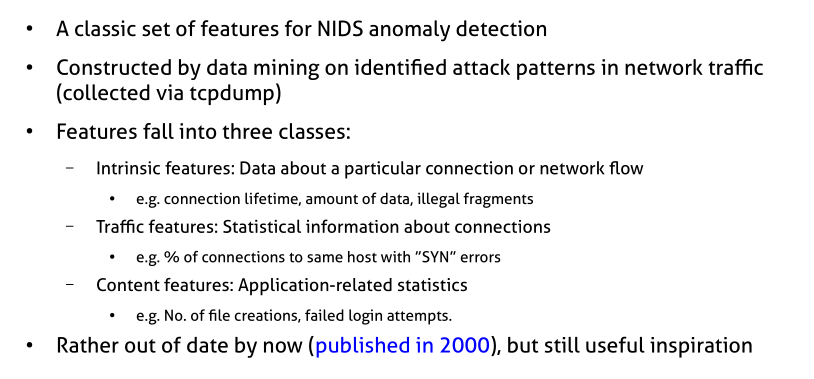 • A classic set of features for NIDS anomaly detection
• Constructed by data mining on identified attack patterns in network traffic
(collected via tcpdump)
• Features fall into three classes:
– Intrinsic features: Data about a particular connection or network flow
• e.g. connection lifetime, amount of data, illegal fragments
– Traffic features: Statistical information about connections
• e.g. % of connections to same host with ”SYN” errors
– Content features: Application-related statistics
• e.g. No. of file creations, failed login attempts.
• Rather out of date by now (published in 2000), but still useful inspiration